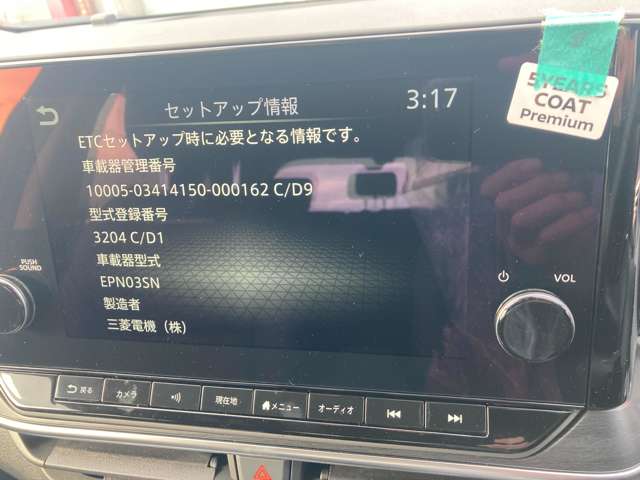 セットアップ情報
3:17
ETCセットアップ時に必要となる情報です。
車載器管理番号
10005-03414150-000162 C/D9
型式登録番号
3204 C/D1
車載器型式
EPN03SN
製造者
三菱電機（株）
5YEARS
COAT
Premium
PUSH
SOUND
VOL
戻る
カメラ
現在地
メニュー
オーディオ